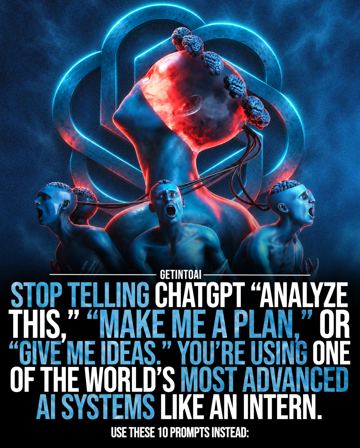 GETINTOAI
STOP TELLING CHATGPT “ANALYZE
THIS,” “MAKE ME A PLAN,” OR
“GIVE ME IDEAS.” YOU’RE USING ONE
OF THE WORLD’S MOST ADVANCED
AI SYSTEMS LIKE AN INTERN.
USE THESE 10 PROMPTS INSTEAD: